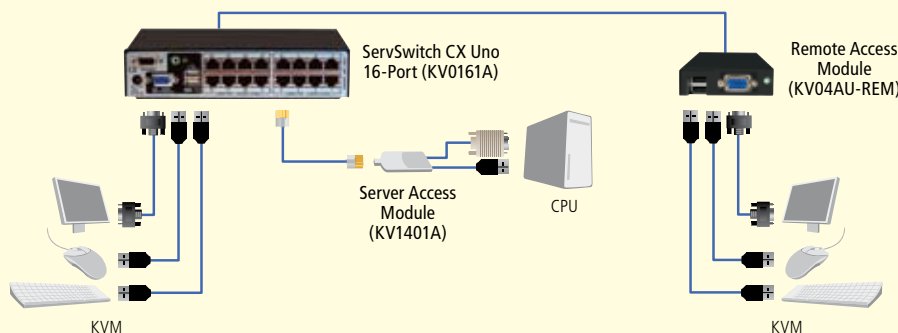 ServSwitch CX Uno
16-Port (KV0161A)
Remote Access
Module
(KV04AU-REM)
Server Access
Module
(KV1401A)
CPU
KVM
KVM